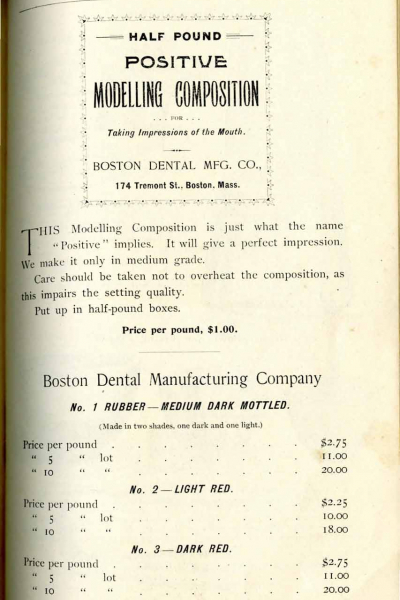 HALF POUND
POSITIVE
MODELLING COMPOSITION
... FOR ...
Taking Impressions of the Mouth.
BOSTON DENTAL MFG. CO.,
174 Tremont St., Boston, Mass.
THIS Modelling Composition is just what the name
"Positive" implies. It will give a perfect impression.
We make it only in medium grade.
Care should be taken not to overheat the composition, as
this impairs the setting quality.
Put up in half-pound boxes.
Price per pound, $1.00.
Boston Dental Manufacturing Company
No. 1 RUBBER—MEDIUM DARK MOTTLED.
(Made in two shades, one dark and one light.)
Price per pound . . . . . . . $2.75
" 5 " lot . . . . . . . 11.00
" 10 " " . . . . . . . 20.00
No. 2—LIGHT RED.
Price per pound . . . . . . . $2.25
" 5 " lot . . . . . . . 10.00
" 10 " " . . . . . . . 18.00
No. 3—DARK RED.
Price per pound . . . . . . . $2.75
" 5 " lot . . . . . . . 11.00
" 10 " " . . . . . . . 20.00